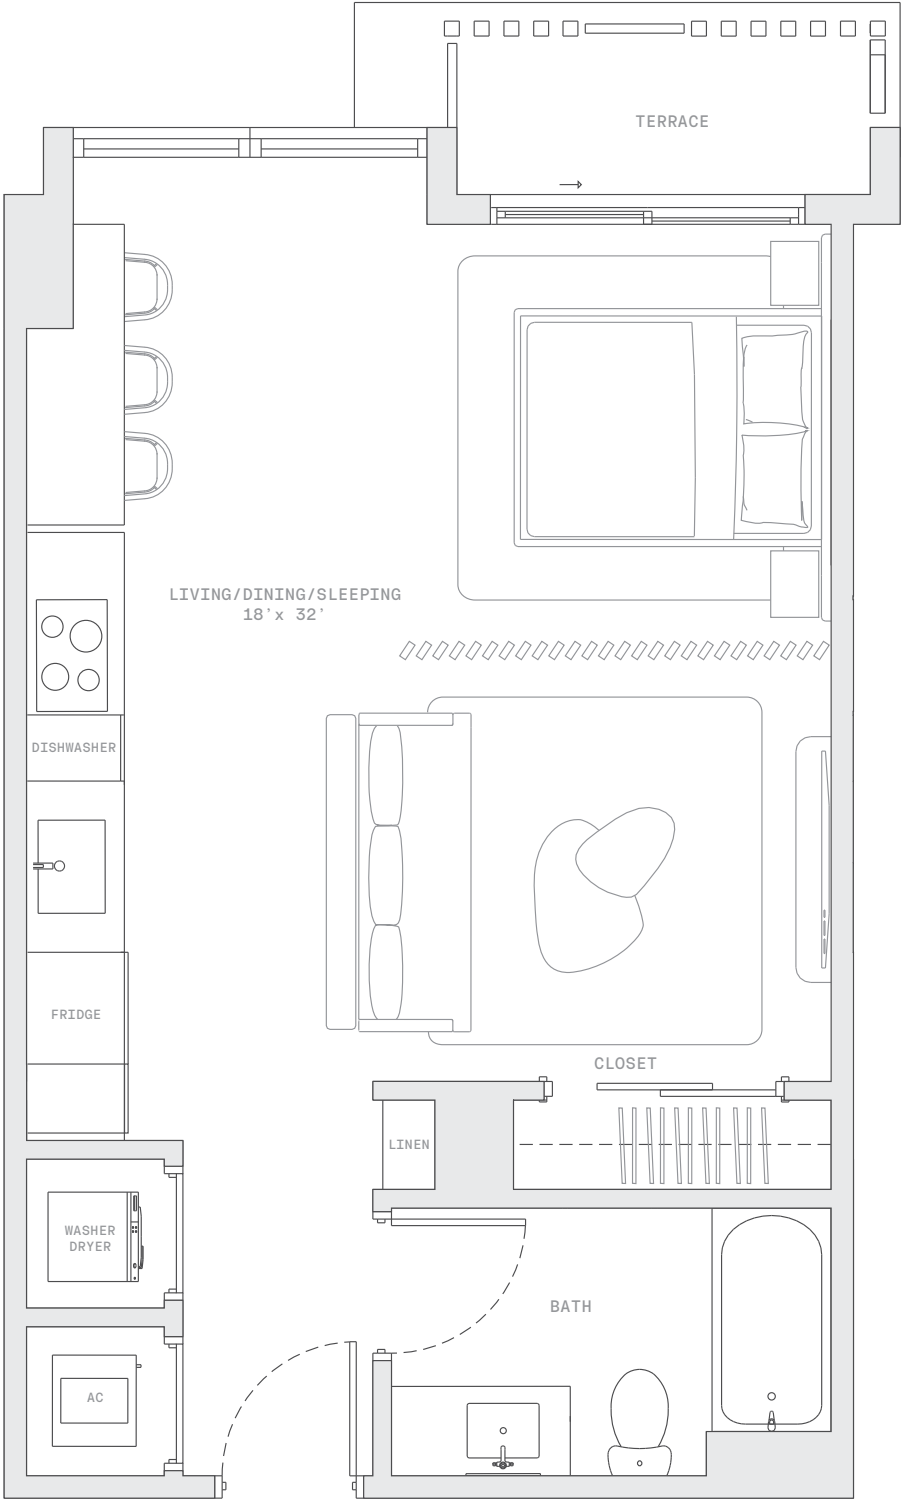 TERRACE
LIVING/DINING/SLEEPING
18'x 32'
DISHWASHER
FRIDGE
CLOSET
LINEN
WASHER
DRYER
BATH
AC